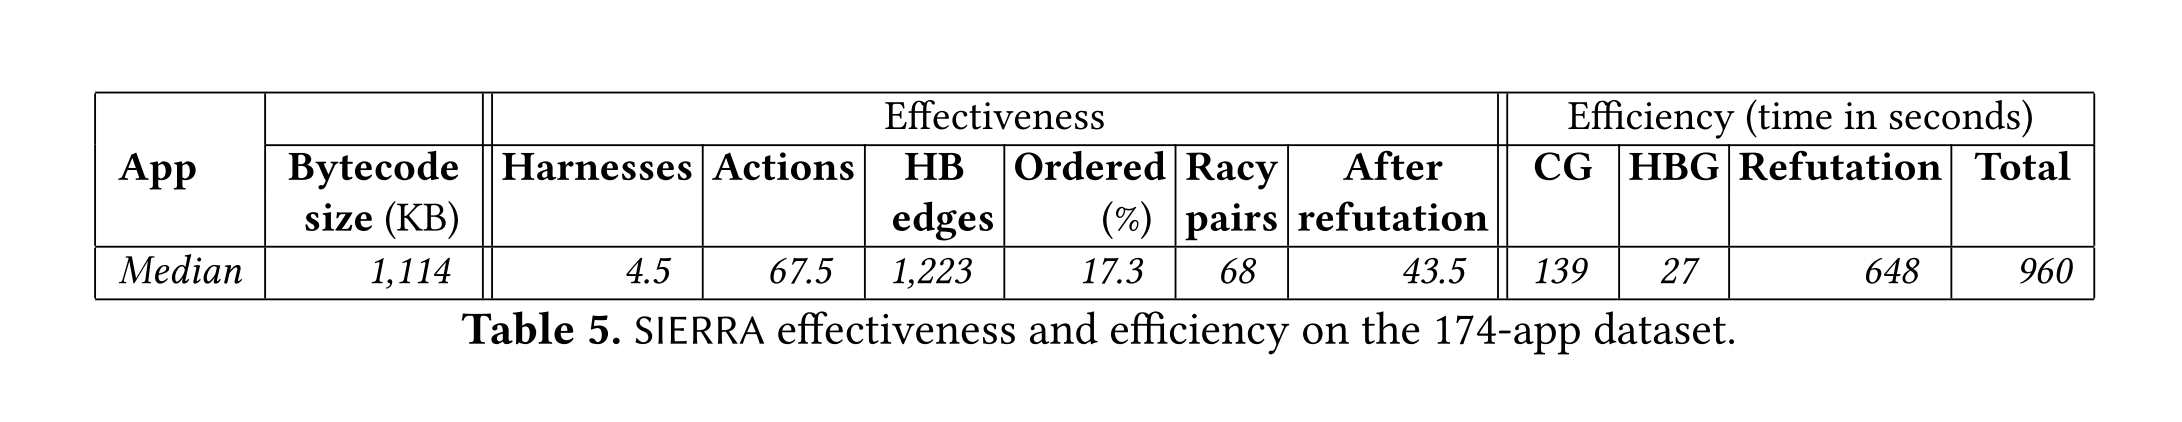 Effectiveness Efficiency (time in seconds)
App Bytecode Harnesses Actions HB Ordered Racy After CG HBG Refutation Total
size (KB) edges (%) pairs refutation
Median 1,114 4.5 67.5 1,223 17.3 68 43.5 139 27 648 960
Table 5. SIERRA effectiveness and efficiency on the 174-app dataset.